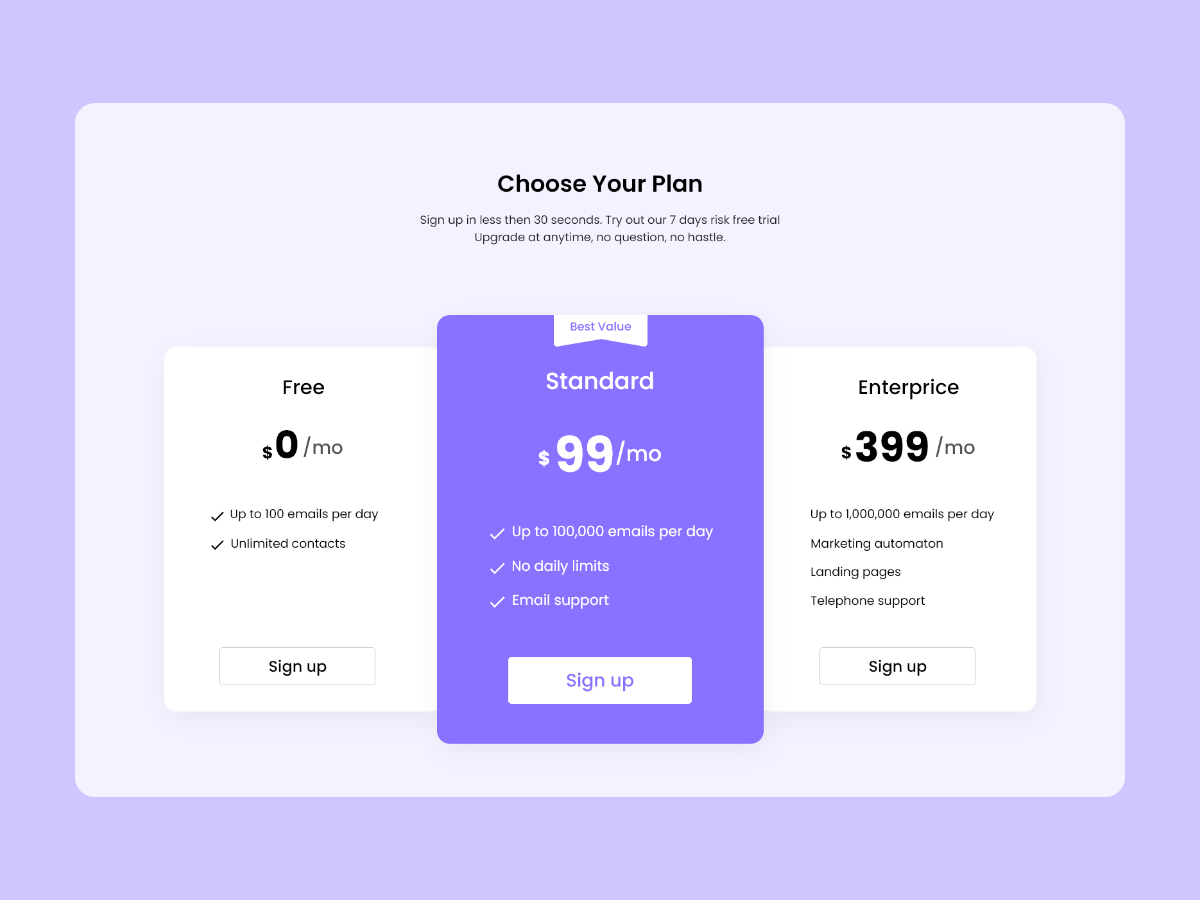 Choose Your Plan
Sign up in less then 30 seconds. Try out our 7 days risk free trial
Upgrade at anytime, no question, no hastle.
Free
$0/mo
Up to 100 emails per day
Unlimited contacts
Sign up
Best Value
Standard
$ 99/mo
Up to 100,000 emails per day
No daily limits
Email support
Sign up
Enterprice
$399 /mo
Up to 1,000,000 emails per day
Marketing automaton
Landing pages
Telephone support
Sign up